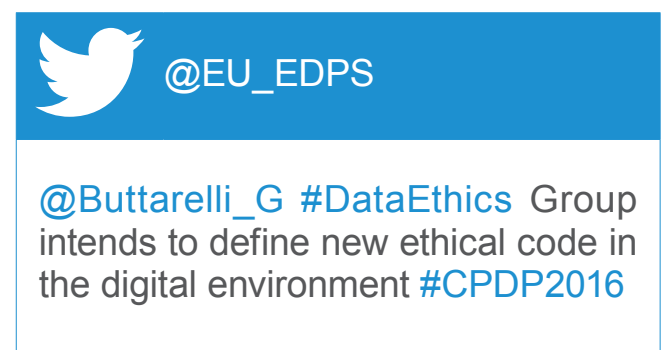 @EU_EDPS
@Buttarelli_G #DataEthics Group
intends to define new ethical code in
the digital environment #CPDP2016